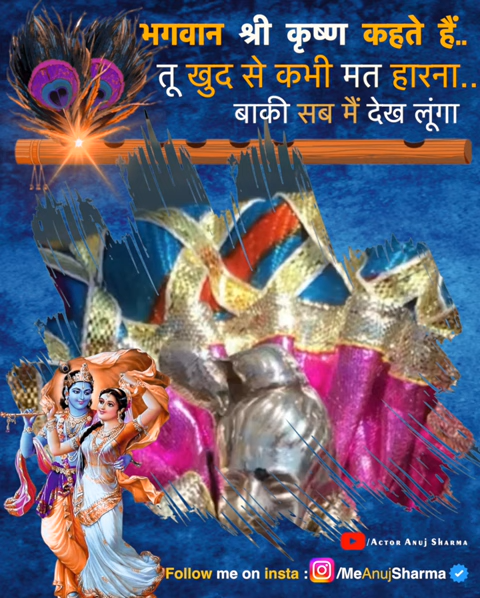 भगवान श्री कृष्ण कहते हैं..
तू खुद से कभी मत हारना..
बाकी सब मैं देख लूंगा
/Actor Anuj Sharma
Follow me on insta : /MeAnujSharma